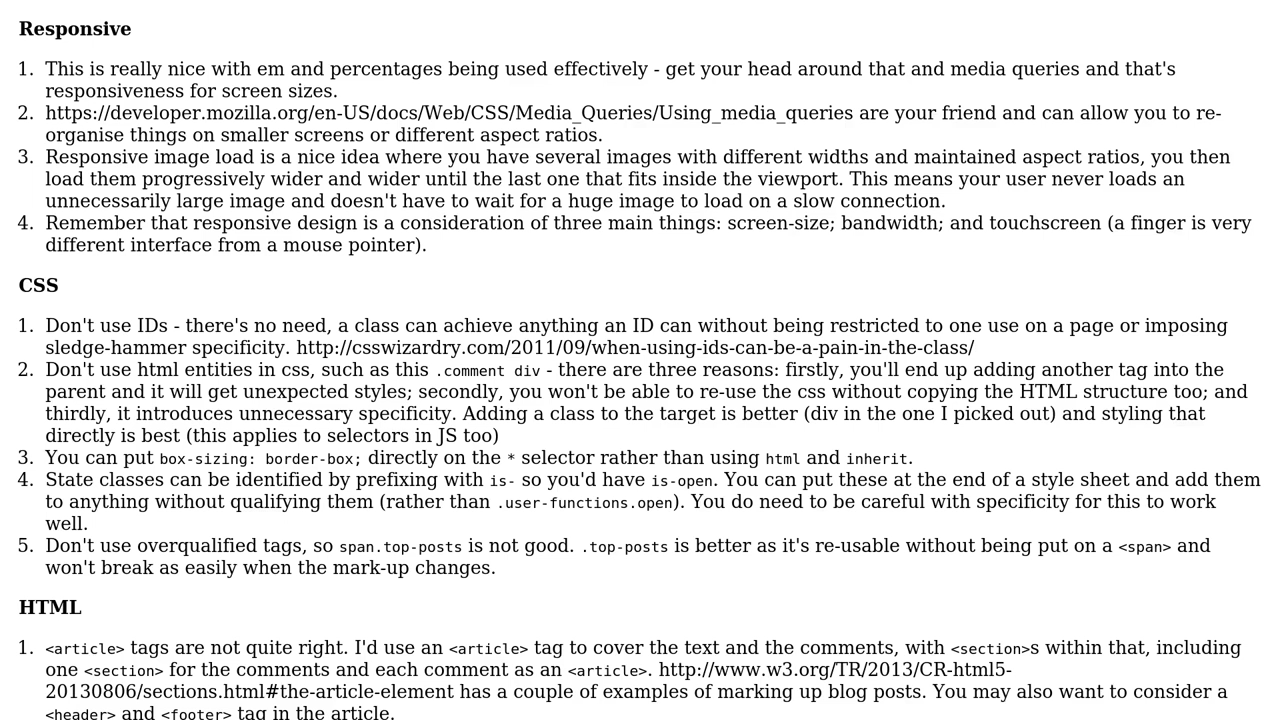 Responsive
1. This is really nice with em and percentages being used effectively - get your head around that and media queries and that's
responsiveness for screen sizes.
2. https://developer.mozilla.org/en-US/docs/Web/CSS/Media_Queries/Using_media_queries are your friend and can allow you to re-
organise things on smaller screens or different aspect ratios.
3. Responsive image load is a nice idea where you have several images with different widths and maintained aspect ratios, you then
load them progressively wider and wider until the last one that fits inside the viewport. This means your user never loads an
unnecessarily large image and doesn't have to wait for a huge image to load on a slow connection.
4. Remember that responsive design is a consideration of three main things: screen-size; bandwidth; and touchscreen (a finger is very
different interface from a mouse pointer).
CSS
1. Don't use IDs - there's no need, a class can achieve anything an ID can without being restricted to one use on a page or imposing
sledge-hammer specificity. http://csswizardry.com/2011/09/when-using-ids-can-be-a-pain-in-the-class/
2. Don't use html entities in css, such as this .comment div - there are three reasons: firstly, you'll end up adding another tag into the
parent and it will get unexpected styles; secondly, you won't be able to re-use the css without copying the HTML structure too; and
thirdly, it introduces unnecessary specificity. Adding a class to the target is better (div in the one I picked out) and styling that
directly is best (this applies to selectors in JS too)
3. You can put box-sizing: border-box; directly on the * selector rather than using html and inherit.
4. State classes can be identified by prefixing with is- so you'd have is-open. You can put these at the end of a style sheet and add them
to anything without qualifying them (rather than .user-functions.open). You do need to be careful with specificity for this to work
well.
5. Don't use overqualified tags, so span.top-posts is not good. .top-posts is better as it's re-usable without being put on a <span> and
won't break as easily when the mark-up changes.
HTML
1. <article> tags are not quite right. I'd use an <article> tag to cover the text and the comments, with <section>s within that, including
one <section> for the comments and each comment as an <article>. http://www.w3.org/TR/2013/CR-html5-
20130806/sections.html#the-article-element has a couple of examples of marking up blog posts. You may also want to consider a
<header> and <footer> tag in the article.